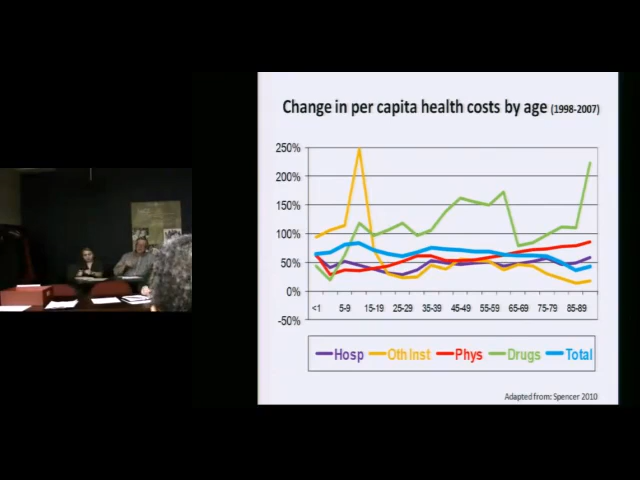 Change in per capita health costs by age (1998-2007)
250%
200%
150%
100%
50%
0%
-50%
<1 5-9 15-19 25-29 35-39 45-49 55-59 65-69 75-79 85-89
Hosp Oth Inst Phys Drugs Total
Adapted from: Spencer 2010